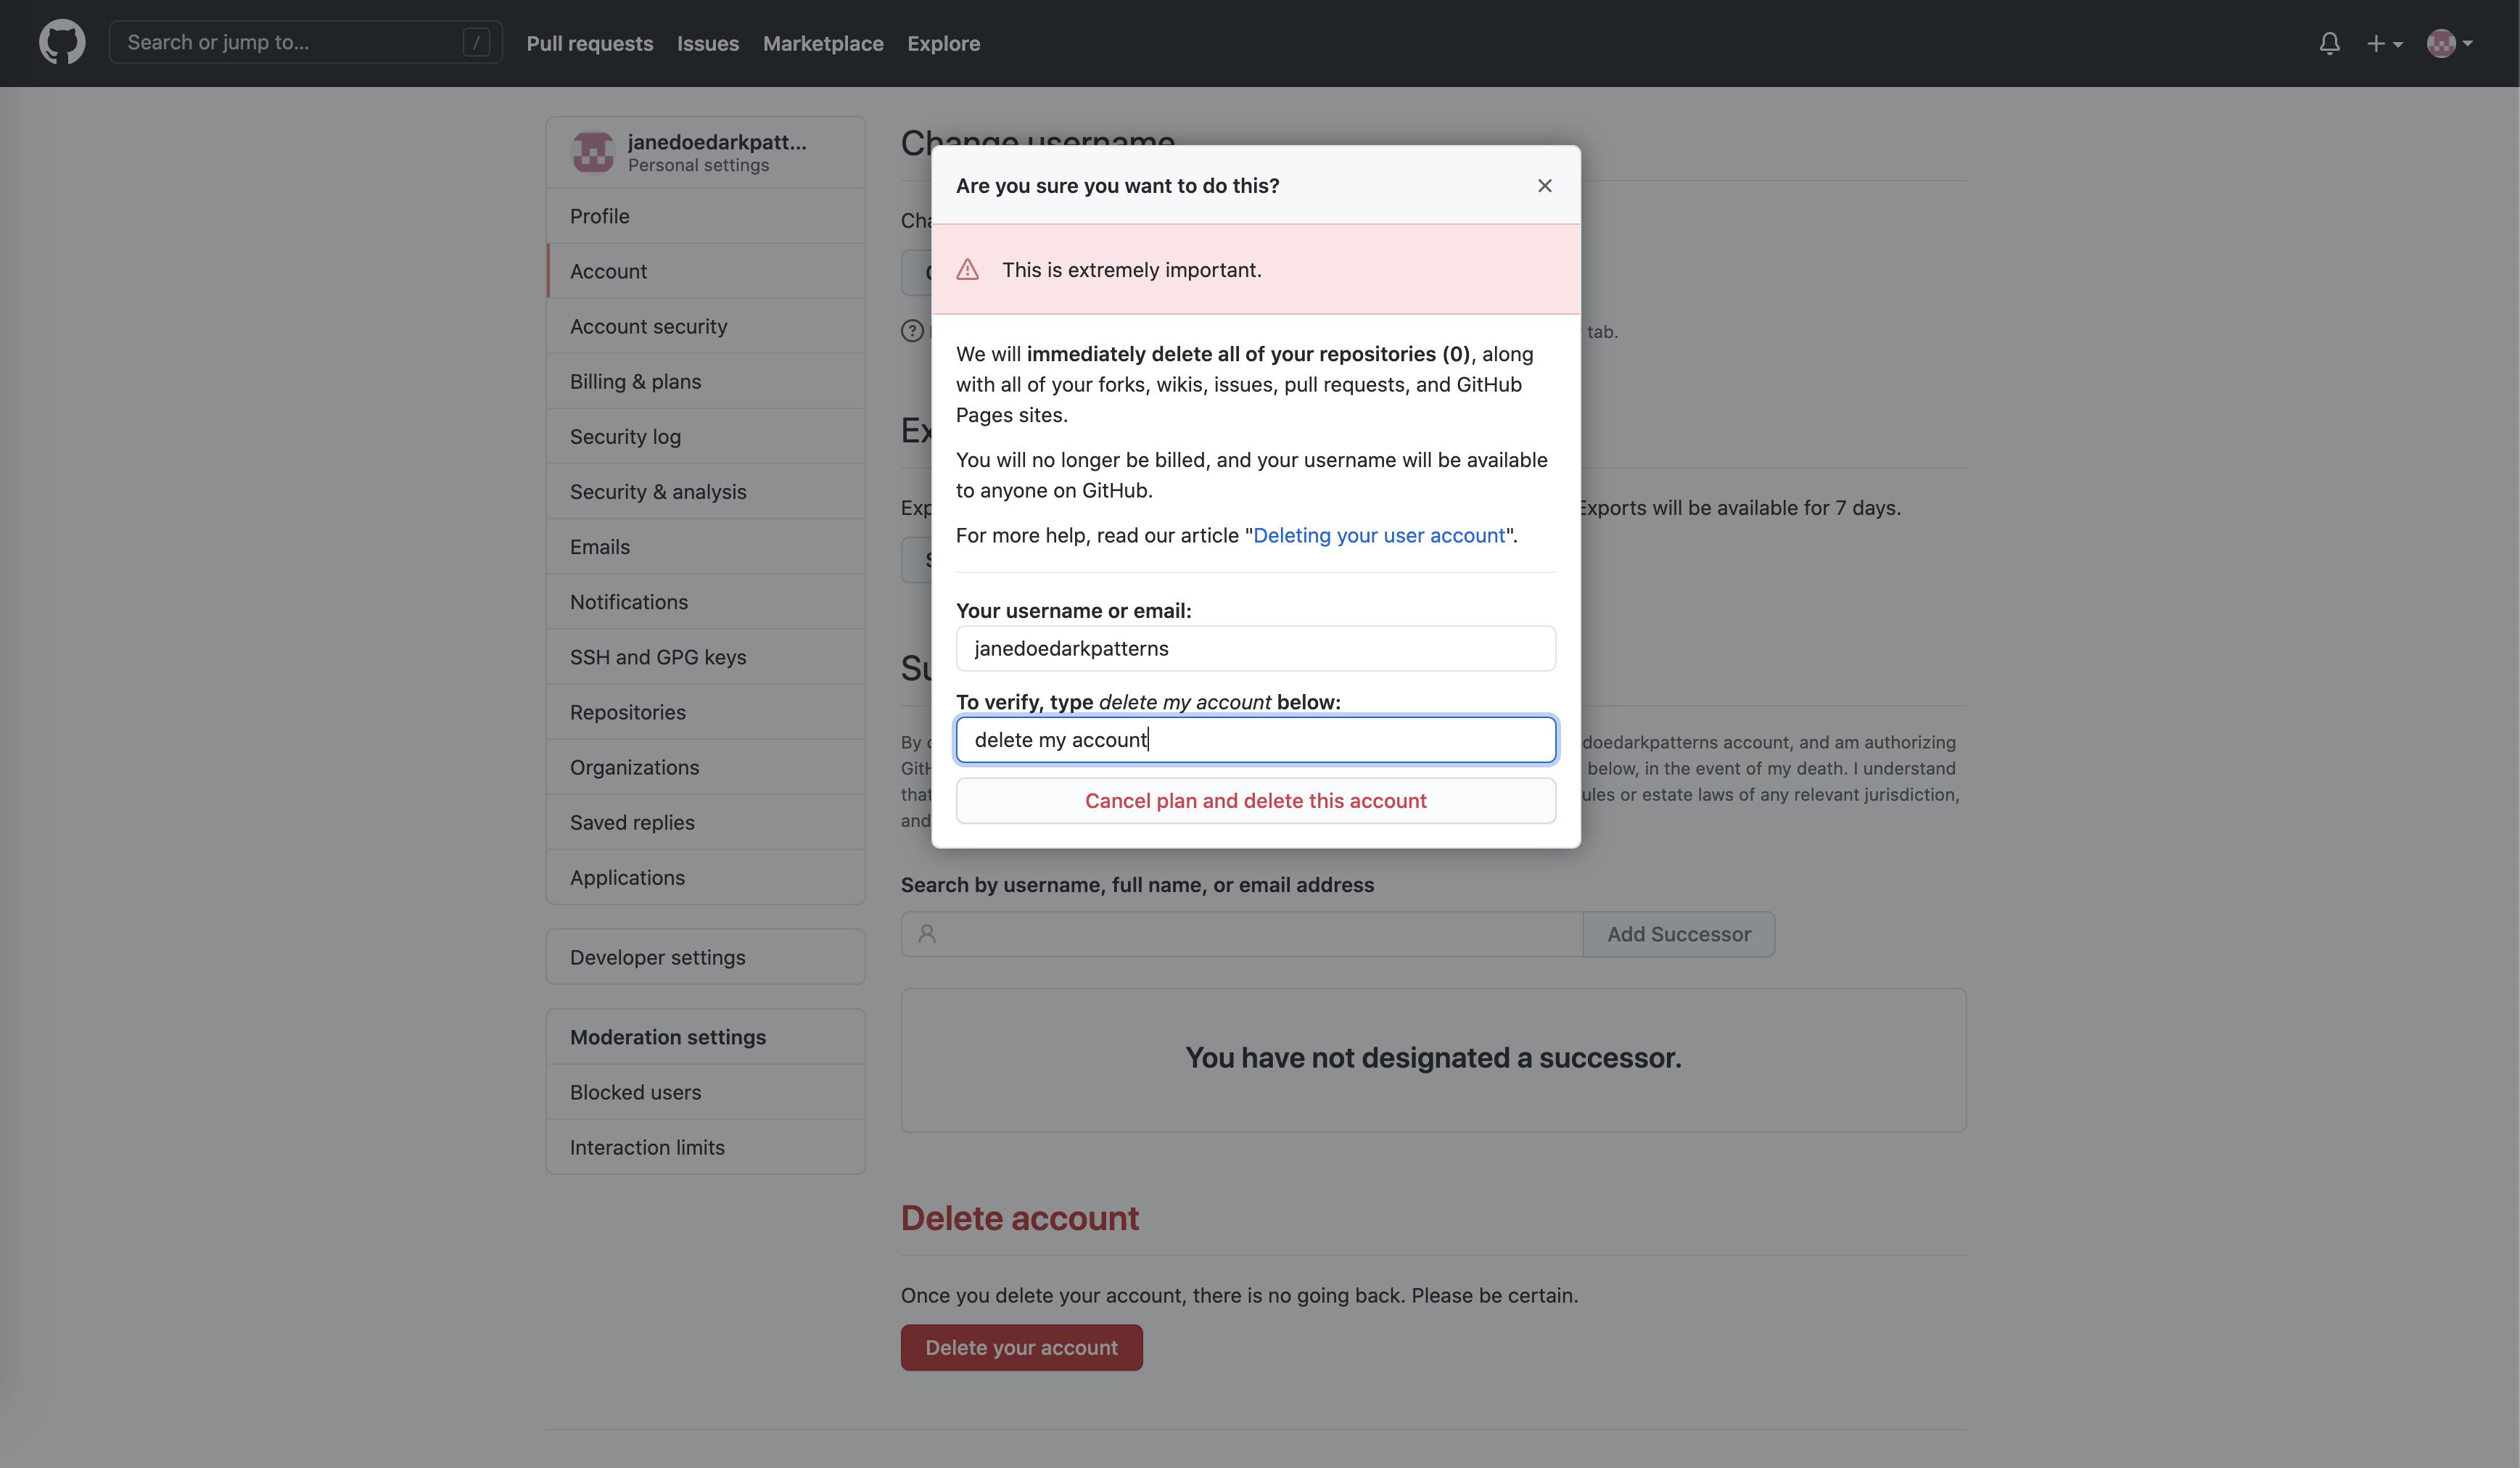 Search or jump to...
/
Pull requests
Issues
Marketplace
Explore
janedoedarkpatt...
Personal settings
Profile
Account
Account security
Billing & plans
Security log
Security & analysis
Emails
Notifications
SSH and GPG keys
Repositories
Organizations
Saved replies
Applications
Developer settings
Moderation settings
Blocked users
Interaction limits
Change username
tab.
Exports will be available for 7 days.
By
doedarkpatterns account, and am authorizing
below, in the event of my death. I understand
ules or estate laws of any relevant jurisdiction,
and
Are you sure you want to do this?
This is extremely important.
We will immediately delete all of your repositories (0), along
with all of your forks, wikis, issues, pull requests, and GitHub
Pages sites.
You will no longer be billed, and your username will be available
to anyone on GitHub.
For more help, read our article "Deleting your user account".
Your username or email:
janedoedarkpatterns
To verify, type delete my account below:
delete my account
Cancel plan and delete this account
Search by username, full name, or email address
Add Successor
You have not designated a successor.
Delete account
Once you delete your account, there is no going back. Please be certain.
Delete your account